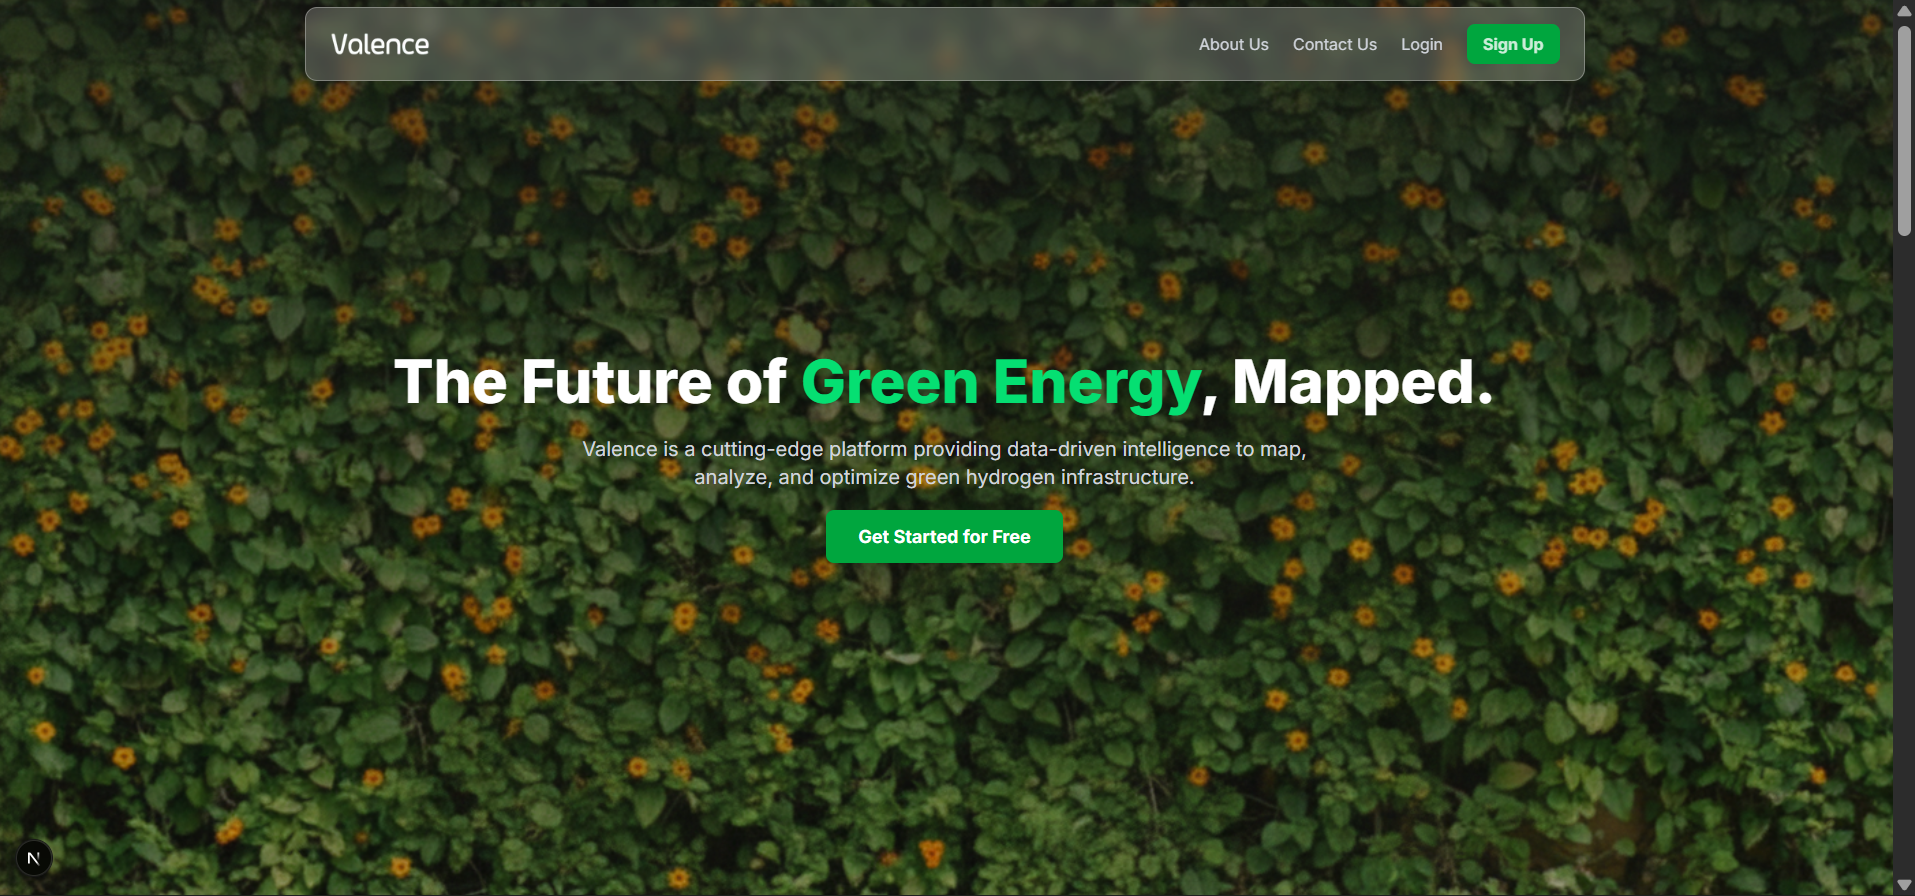 Valence
About Us
Contact Us
Login
Sign Up
The Future of Green Energy, Mapped.
Valence is a cutting-edge platform providing data-driven intelligence to map,
analyze, and optimize green hydrogen infrastructure.
Get Started for Free
N